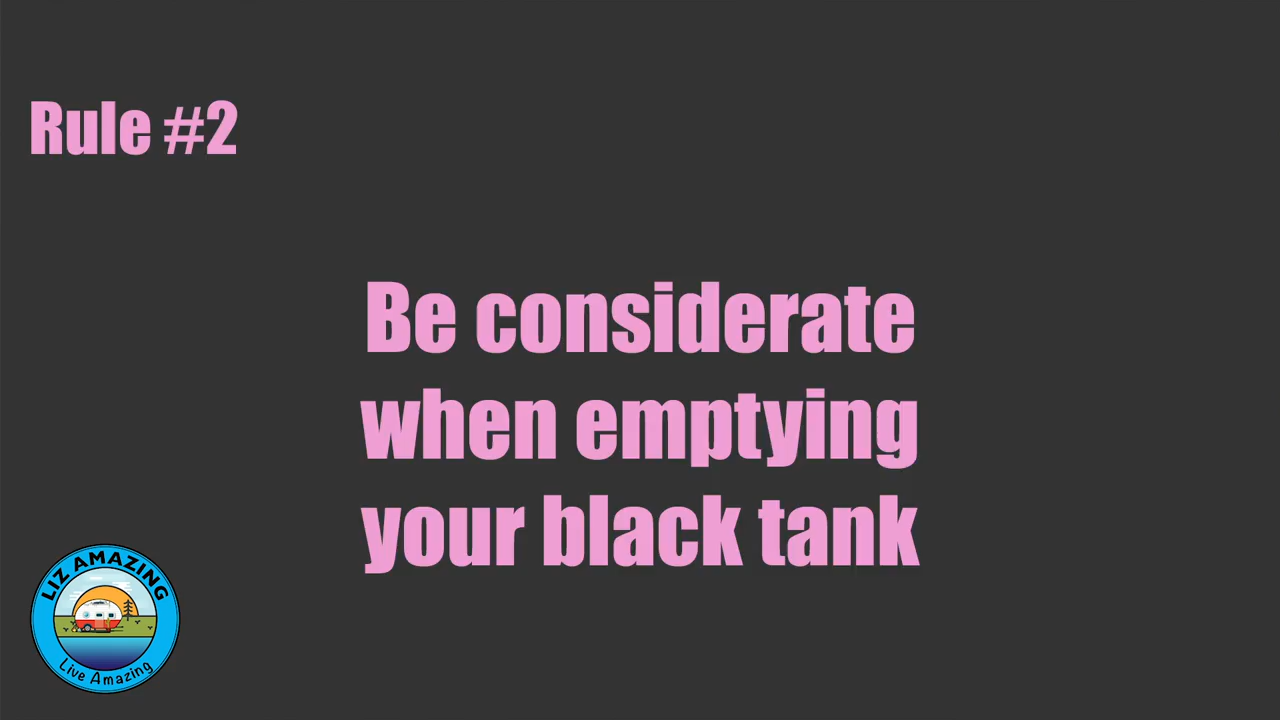 Rule #2
Be considerate
when emptying
your black tank
LIZ AMAZING
Live Amazing